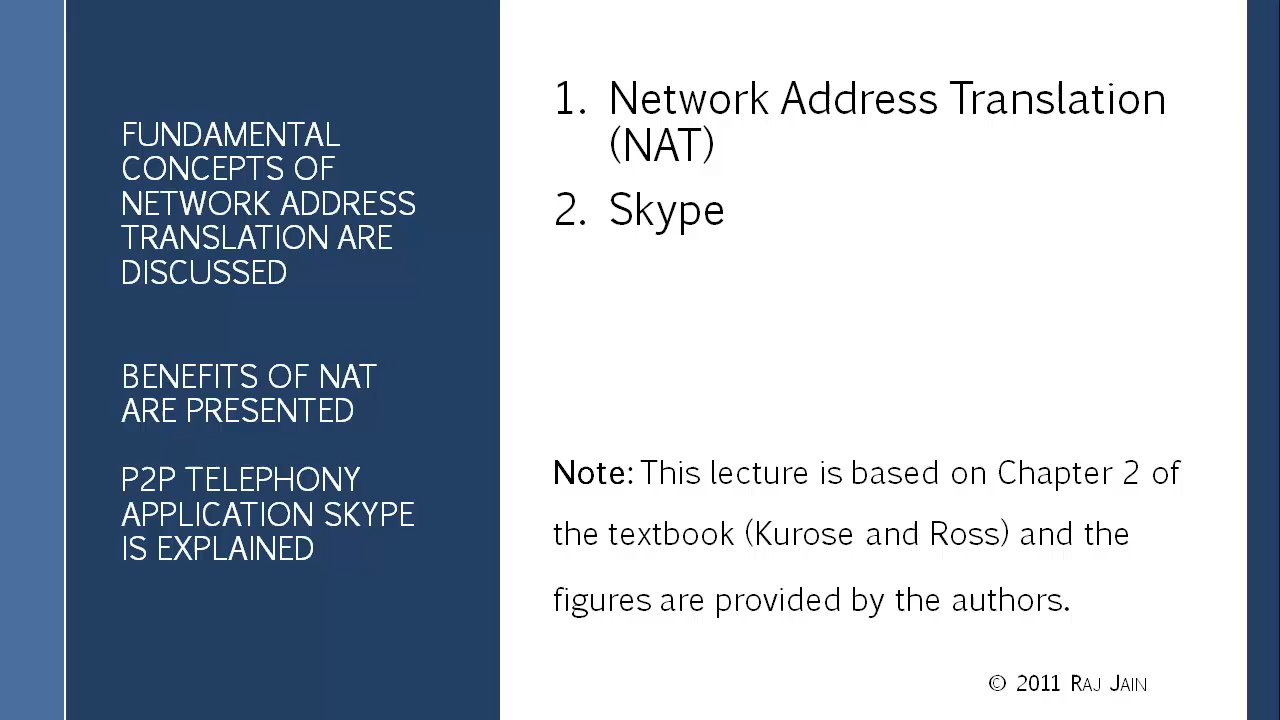 FUNDAMENTAL
CONCEPTS OF
NETWORK ADDRESS
TRANSLATION ARE
DISCUSSED
BENEFITS OF NAT
ARE PRESENTED
P2P TELEPHONY
APPLICATION SKYPE
IS EXPLAINED
1. Network Address Translation
(NAT)
2. Skype
Note: This lecture is based on Chapter 2 of
the textbook (Kurose and Ross) and the
figures are provided by the authors.
© 2011 RAJ JAIN